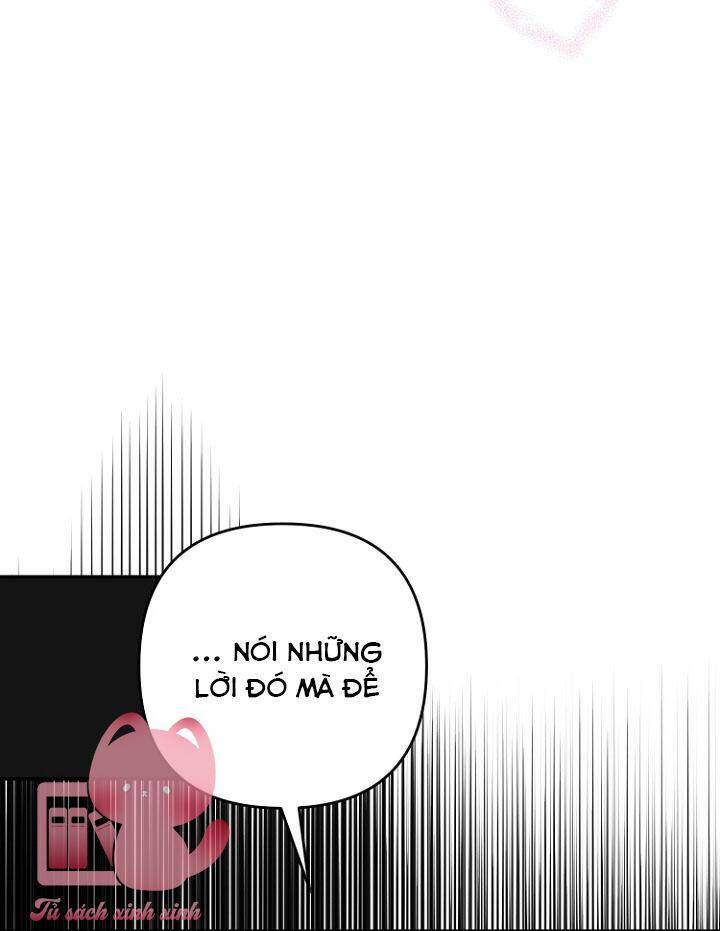 ... NÓI NHỮNG
LỜI ĐÓ MÀ ĐỂ
Tủ sách xinh xinh